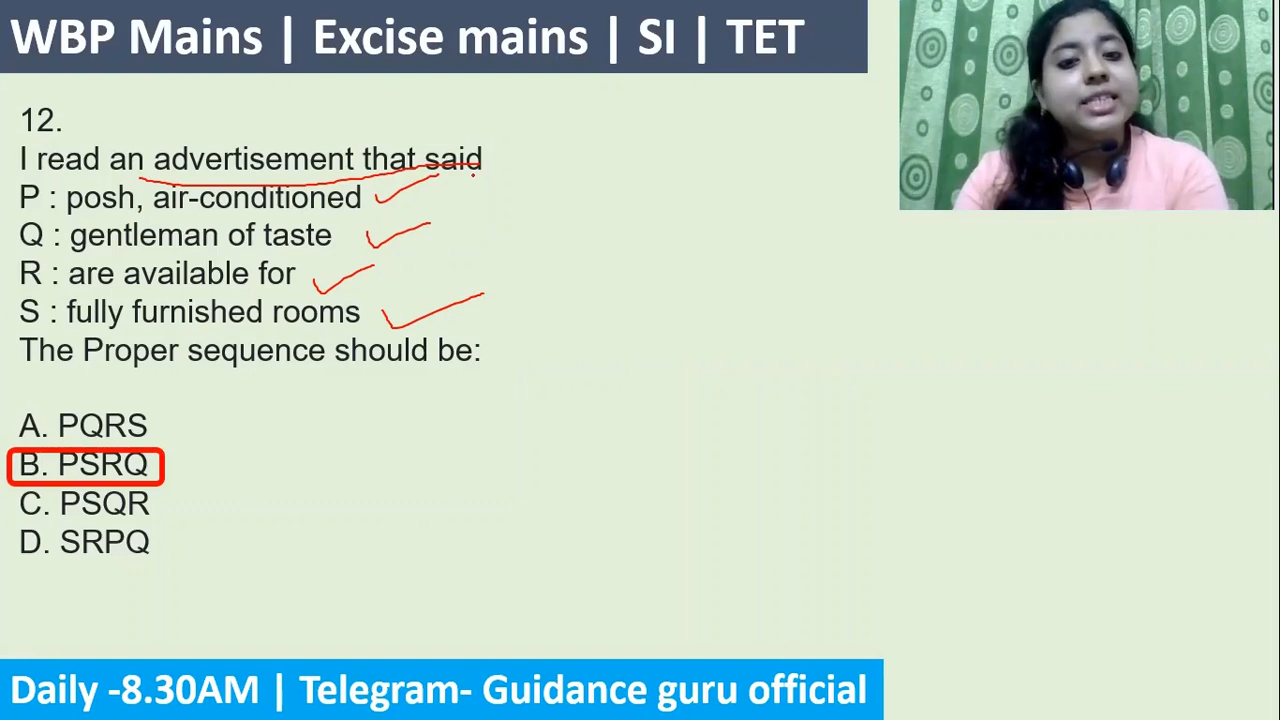 WBP Mains | Excise mains | SI | TET
12.
I read an advertisement that said
P : posh, air-conditioned
Q : gentleman of taste
R : are available for
S : fully furnished rooms
The Proper sequence should be:
A. PQRS
B. PSRQ
C. PSQR
D. SRPQ
Daily -8.30AM | Telegram- Guidance guru official